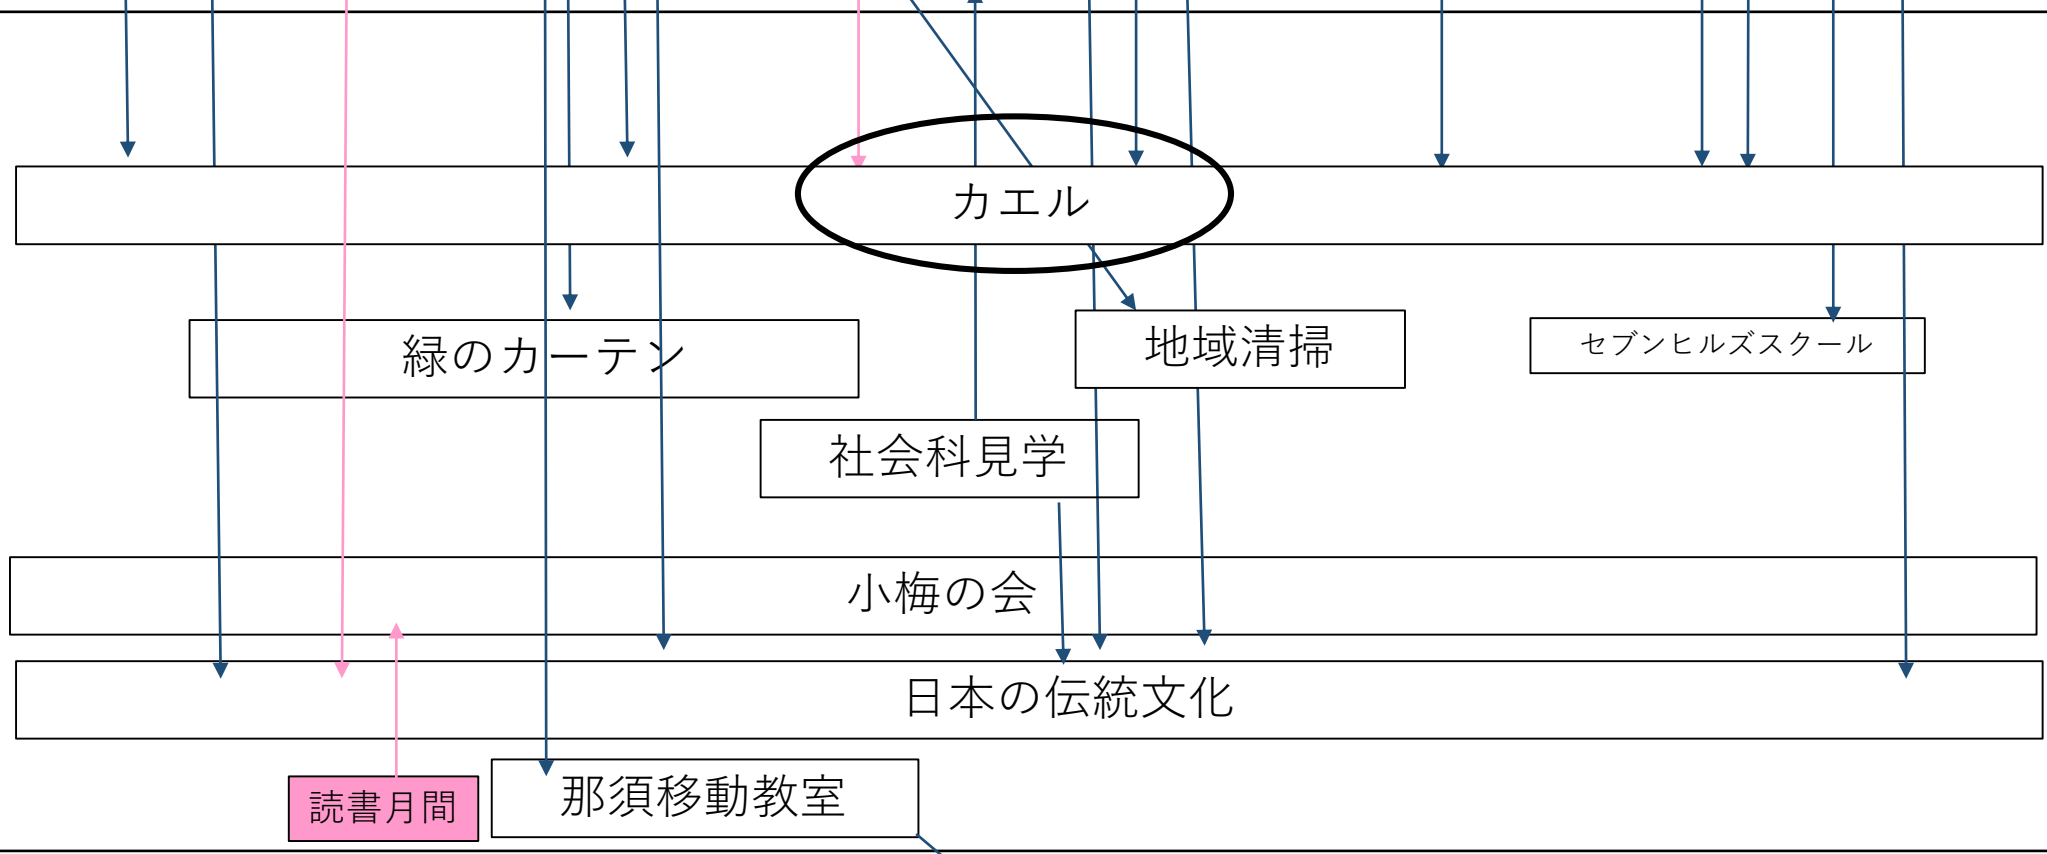 カエル
緑のカーテン
地域清掃
セブンヒルズスクール
社会科見学
小梅の会
日本の伝統文化
那須移動教室
読書月間